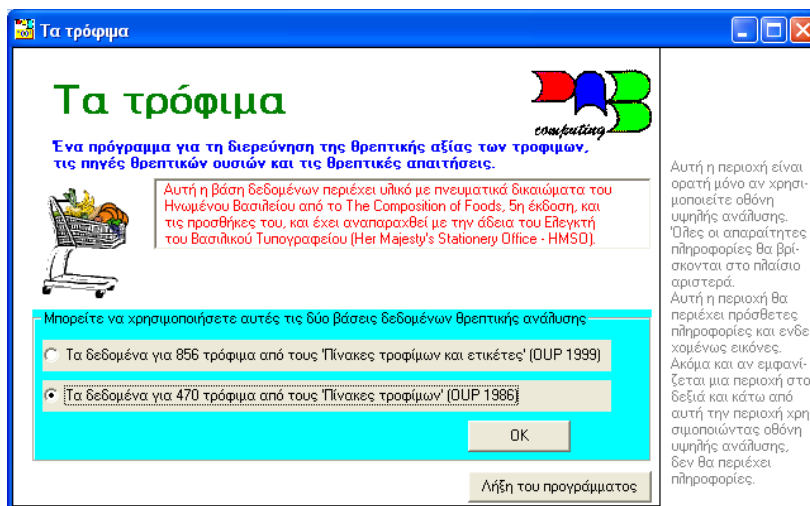 Τα τρόφιμα
Τα τρόφιμα
computing
Ένα πρόγραμμα για τη διερεύνηση της θρεπτικής αξίας των τροφιμων,
τις πηγές θρεπτικών ουσιών και τις θρεπτικές απαιτήσεις.
Αυτή η βάση δεδομένων περιέχει υλικό με πνευματικά δικαιώματα του
Ηνωμένου Βασιλείου από το The Composition of Foods, 5η έκδοση, και
τις προσθήκες του, και έχει αναπαραχθεί με την άδεια του Ελεγκτή
του Βασιλικού Τυπογραφείου (Her Majesty's Stationery Office - HMSO).
Μπορείτε να χρησιμοποιήσετε αυτές τις δύο βάσεις δεδομένων θρεπτικής ανάλυσης
Τα δεδομένα για 856 τρόφιμα από τους 'Πίνακες τροφίμων και ετικέτες' (OUP 1999)
Τα δεδομένα για 470 τρόφιμα από τους 'Πίνακες τροφίμων' (OUP 1986)
OK
Λήξη του προγράμματος
Αυτή η περιοχή είναι
ορατή μόνο αν χρησι-
μοποιείτε οθόνη
υψηλής ανάλυσης.
Όλες οι απαραίτητες
πληροφορίες θα βρί-
σκονται στο πλαίσιο
αριστερά.
Αυτή η περιοχή θα
περιέχει πρόσθετες
πληροφορίες και ενδε
χομένως εικόνες.
Ακόμα και αν εμφανί-
ζεται μια περιοχή στο
δεξιά και κάτω από
αυτή την περιοχή χρη
σιμοποιώντας οθόνη
υψηλής ανάλυσης,
δεν θα περιέχει
πληροφορίες.